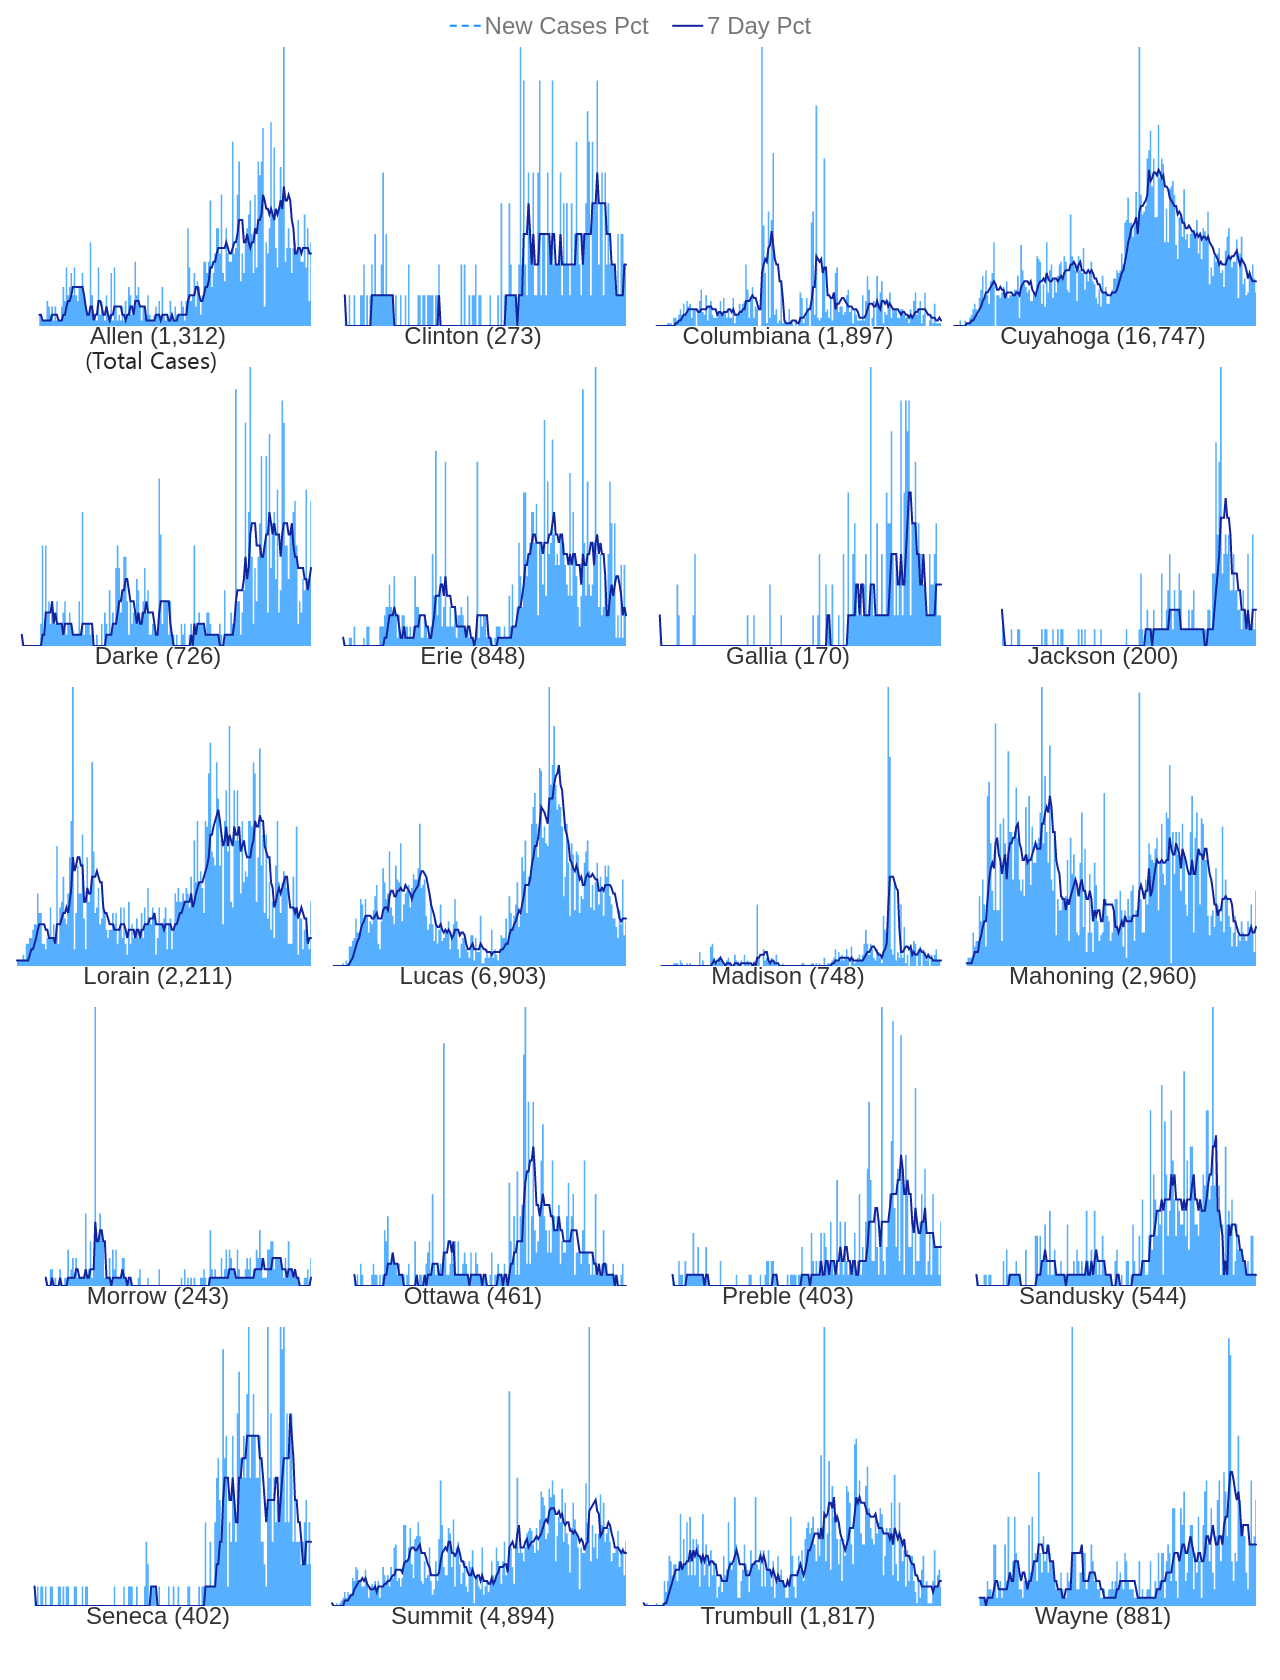 New Cases Pct 7 Day Pct
Allen (1,312) Clinton (273) Columbiana (1,897) Cuyahoga (16,747)
(Total Cases)
Darke (726) Erie (848) Gallia (170) Jackson (200)
Lorain (2,211) Lucas (6,903) Madison (748) Mahoning (2,960)
Morrow (243) Ottawa (461) Preble (403) Sandusky (544)
Seneca (402) Summit (4,894) Trumbull (1,817) Wayne (881)